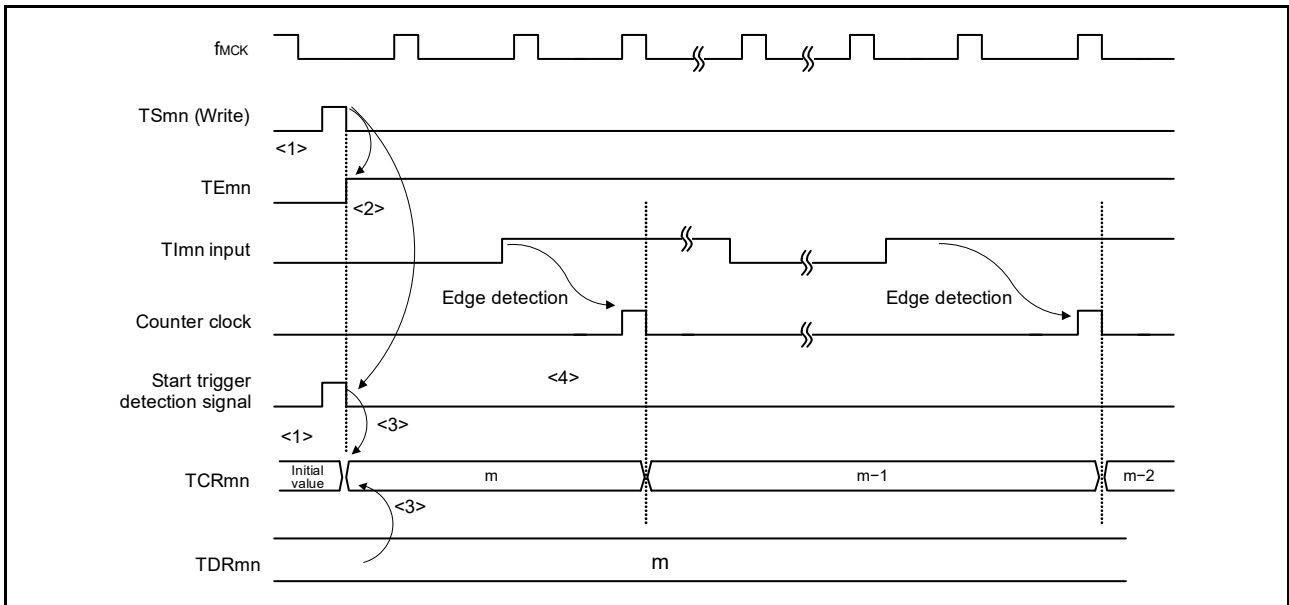 fMCK
TSmn (Write)
<1>
TEmn
<2>
TImn input
Edge detection
Edge detection
Counter clock
Start trigger
detection signal
<4>
<1>
<3>
TCRmn
Initial
value
m
m−1
m−2
<3>
TDRmn
m